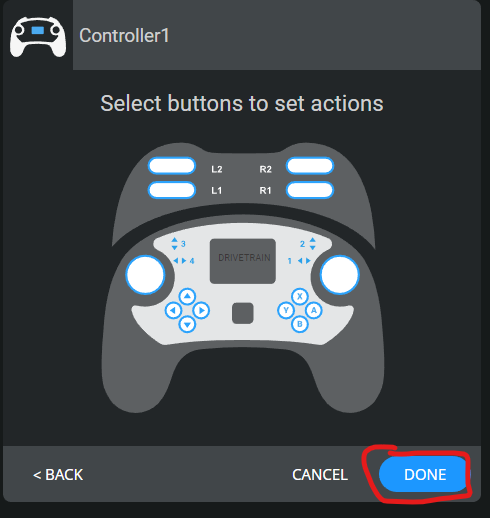 Controller1
Select buttons to set actions
L2 R2
L1 R1
3 2
DRIVETRAIN
4 1
X
Y A
B
< BACK CANCEL DONE